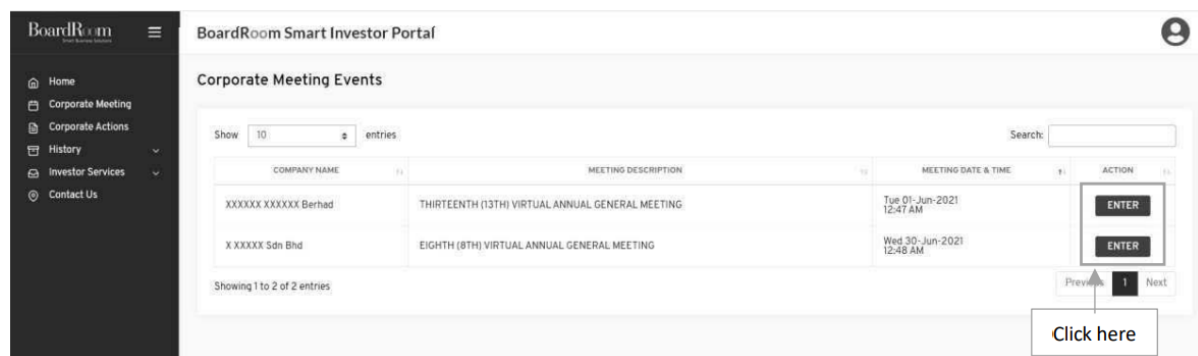 BoardRoom
Smart Business Solutions
BoardRoom Smart Investor Portal
Home
Corporate Meeting
Corporate Actions
History
Investor Services
Contact Us
Corporate Meeting Events
Show 10 entries
Search:
COMPANY NAME MEETING DESCRIPTION MEETING DATE & TIME ACTION
XXXXXX XXXXXX Berhad THIRTEENTH (13TH) VIRTUAL ANNUAL GENERAL MEETING Tue 01-Jun-2021
12:47 AM
ENTER
X XXXXX Sdn Bhd EIGHTH (8TH) VIRTUAL ANNUAL GENERAL MEETING Wed 30-Jun-2021
12:48 AM
ENTER
Showing 1 to 2 of 2 entries
Previous 1 Next
Click here